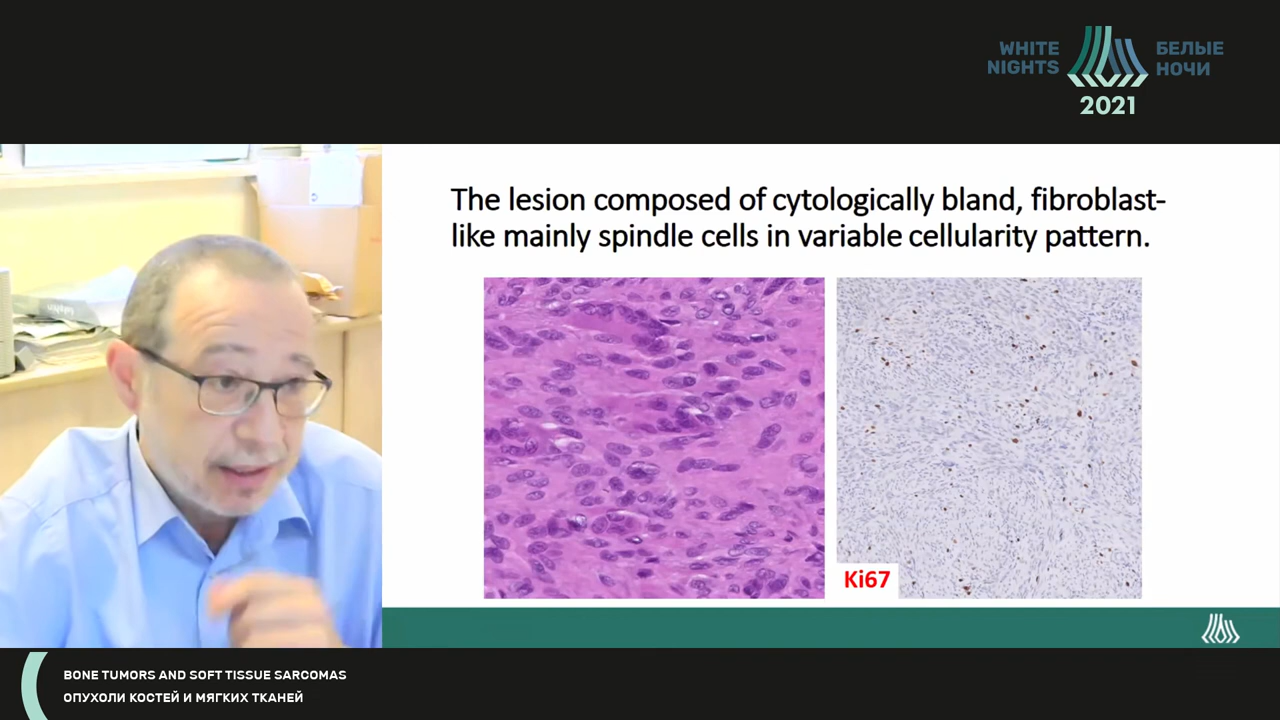 WHITE
NIGHTS
БЕЛЫЕ
НОЧИ
2021
The lesion composed of cytologically bland, fibroblast-
like mainly spindle cells in variable cellularity pattern.
Ki67
BONE TUMORS AND SOFT TISSUE SARCOMAS
ОПУХОЛИ КОСТЕЙ И МЯГКИХ ТКАНЕЙ